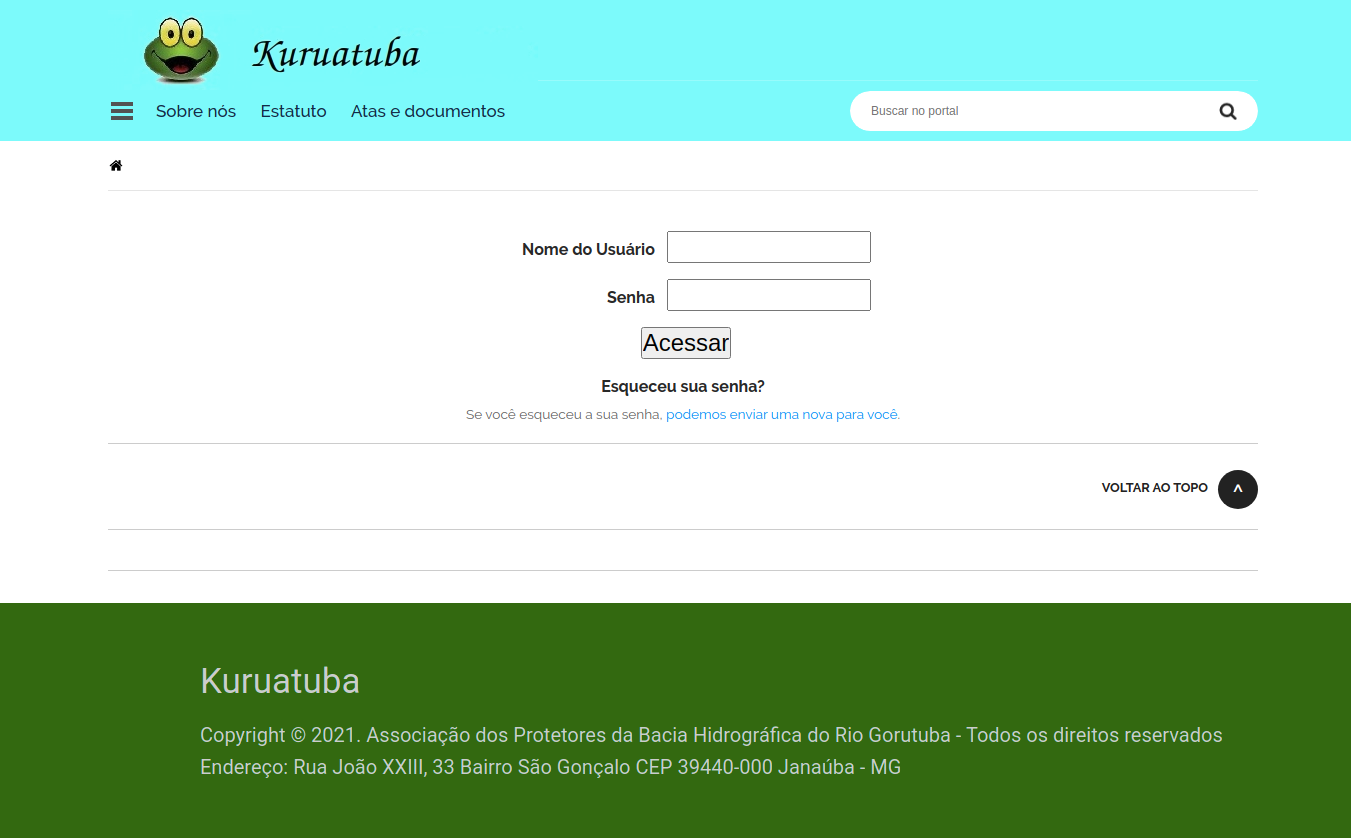 Kuruatuba
Sobre nós Estatuto Atas e documentos Buscar no portal
Nome do Usuário
Senha
Acessar
Esqueceu sua senha?
Se você esqueceu a sua senha, podemos enviar uma nova para você.
VOLTAR AO TOPO ^
Kuruatuba
Copyright © 2021. Associação dos Protetores da Bacia Hidrográfica do Rio Gorutuba - Todos os direitos reservados
Endereço: Rua João XXIII, 33 Bairro São Gonçalo CEP 39440-000 Janaúba - MG